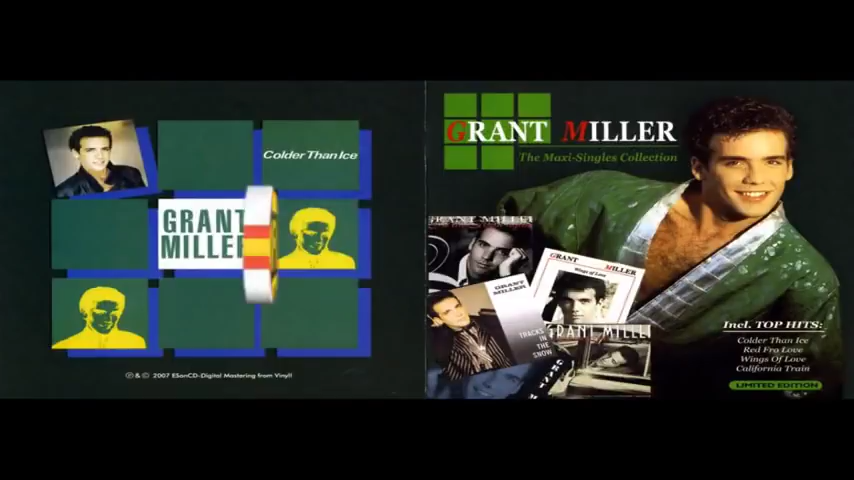 Colder Than Ice
GRANT
MILLER
℗ & © 2007 ESonCD-Digital Mastering from Vinyl!
GRANT MILLER
The Maxi-Singles Collection
GRANT MILLER
GRANT MILLER
Wings of Love
GRANT
MILLER
TRACKS
IN THE
SNOW
GRANT MILLER
Incl. TOP HITS:
Colder Than Ice
Red Fro Love
Wings Of Love
California Train
LIMITED EDITION